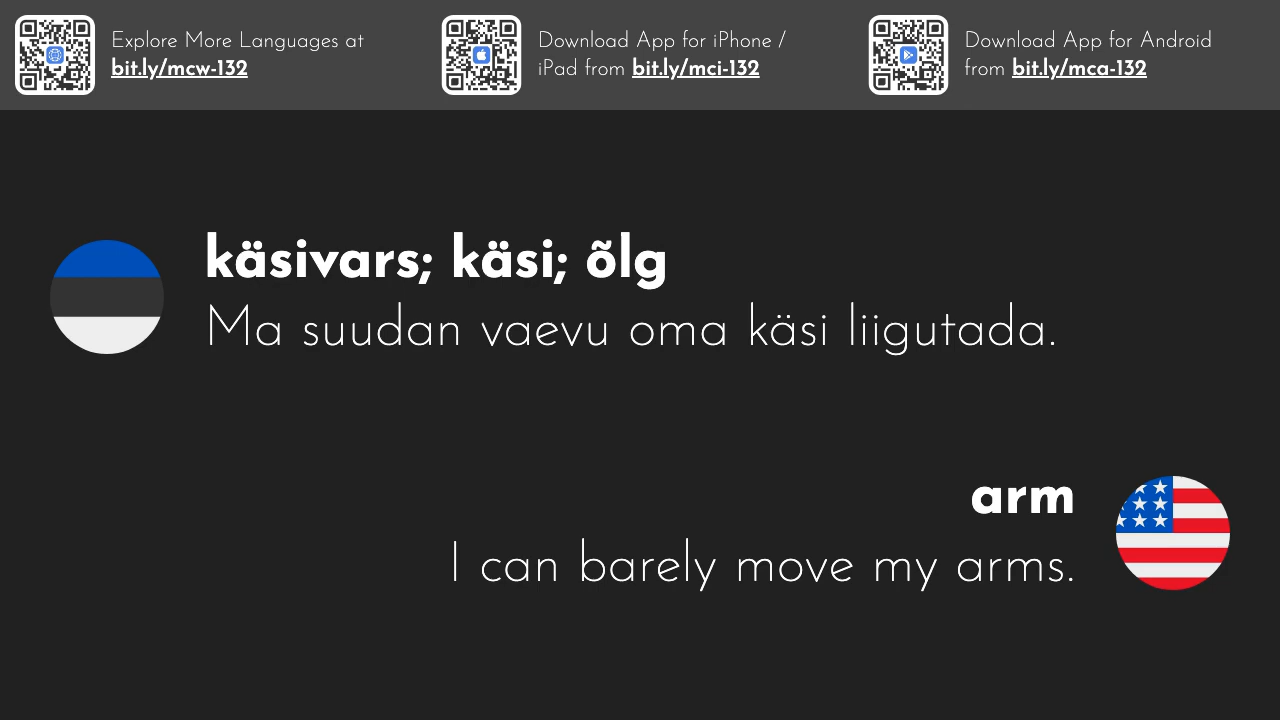 Explore More Languages at
bit.ly/mcw-132
Download App for iPhone /
iPad from bit.ly/mci-132
Download App for Android
from bit.ly/mca-132
käsivars; käsi; õlg
Ma suudan vaevu oma käsi liigutada.
arm
I can barely move my arms.